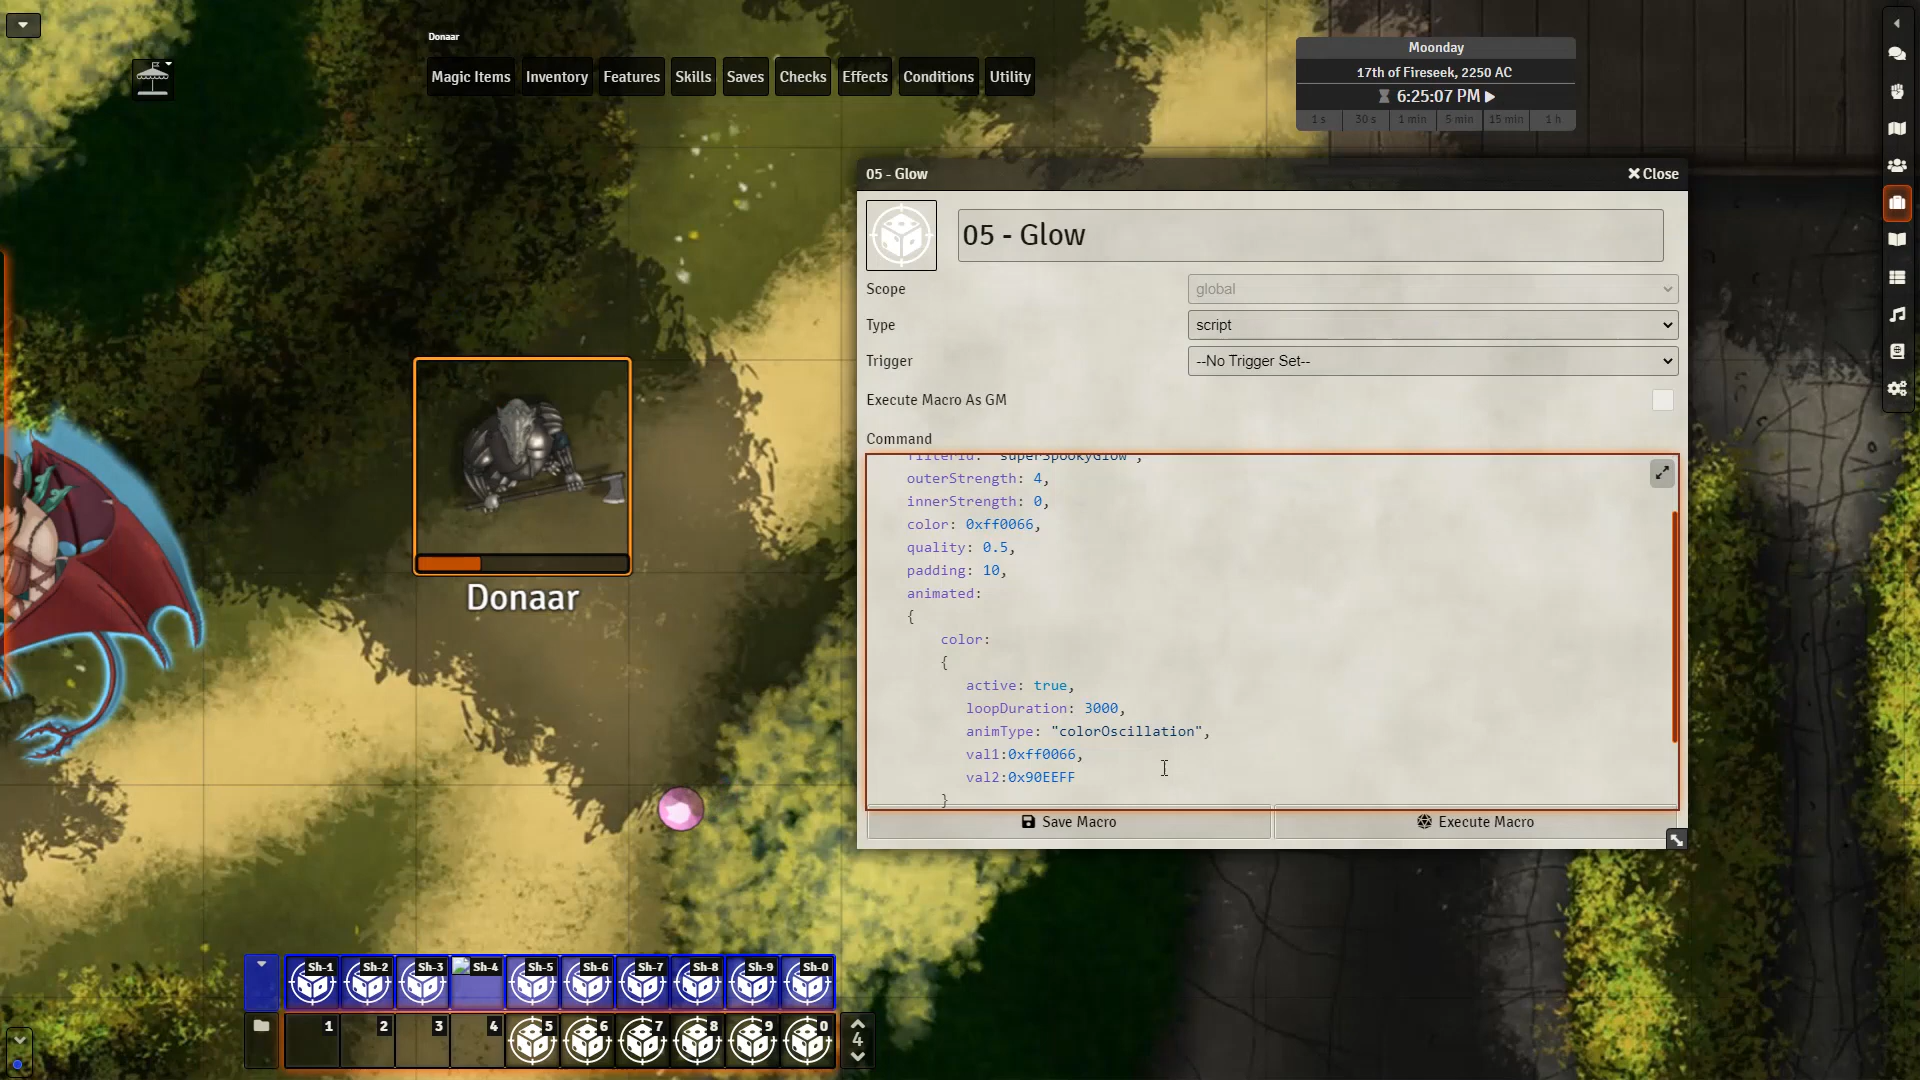 Donaar
Magic Items Inventory Features Skills Saves Checks Effects Conditions Utility
Moonday
17th of Fireseek, 2250 AC
6:25:07 PM
1 s 30 s 1 min 5 min 15 min 1 h
05 - Glow
Close
05 - Glow
Scope global
Type script
Trigger --No Trigger Set--
Execute Macro As GM
Command
filterId: "superSpookyGlow",
outerStrength: 4,
innerStrength: 0,
color: 0xff0066,
quality: 0.5,
padding: 10,
animated:
{
color:
{
active: true,
loopDuration: 3000,
animType: "colorOscillation",
val1:0xff0066,
val2:0x90EEFF
}
Save Macro Execute Macro
Donaar
Sh-1 Sh-2 Sh-3 Sh-4 Sh-5 Sh-6 Sh-7 Sh-8 Sh-9 Sh-0
1 2 3 4 5 6 7 8 9 0
4